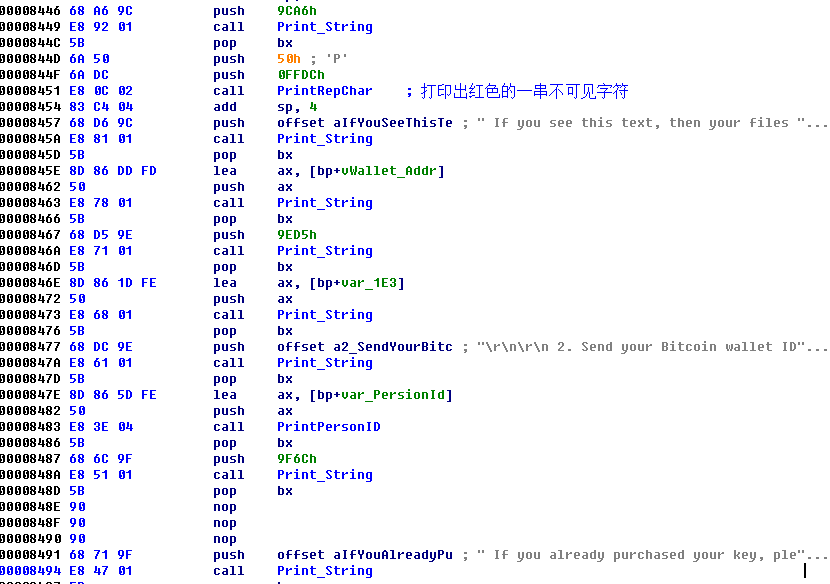 00008446 68 A6 9C push 9CA6h
00008449 E8 92 01 call Print_String
0000844C 5B pop bx
0000844D 6A 50 push 50h ; 'P'
0000844F 6A DC push 0FFDCh
00008451 E8 0C 02 call PrintRepChar ; 打印出红色的一串不可见字符
00008454 83 C4 04 add sp, 4
00008457 68 D6 9C push offset aIfYouSeeThisTe ; " If you see this text, then your files "...
0000845A E8 81 01 call Print_String
0000845D 5B pop bx
0000845E 8D 86 DD FD lea ax, [bp+vWallet_Addr]
00008462 50 push ax
00008463 E8 78 01 call Print_String
00008466 5B pop bx
00008467 68 D5 9E push 9ED5h
0000846A E8 71 01 call Print_String
0000846D 5B pop bx
0000846E 8D 86 1D FE lea ax, [bp+var_1E3]
00008472 50 push ax
00008473 E8 68 01 call Print_String
00008476 5B pop bx
00008477 68 DC 9E push offset a2_SendYourBitc ; "\r\n\r\n 2. Send your Bitcoin wallet ID"...
0000847A E8 61 01 call Print_String
0000847D 5B pop bx
0000847E 8D 86 5D FE lea ax, [bp+var_PersionId]
00008482 50 push ax
00008483 E8 3E 04 call PrintPersonID
00008486 5B pop bx
00008487 68 6C 9F push 9F6Ch
0000848A E8 51 01 call Print_String
0000848D 5B pop bx
0000848E 90 nop
0000848F 90 nop
00008490 90 nop
00008491 68 71 9F push offset aIfYouAlreadyPu ; " If you already purchased your key, ple"...
00008494 E8 47 01 call Print_String